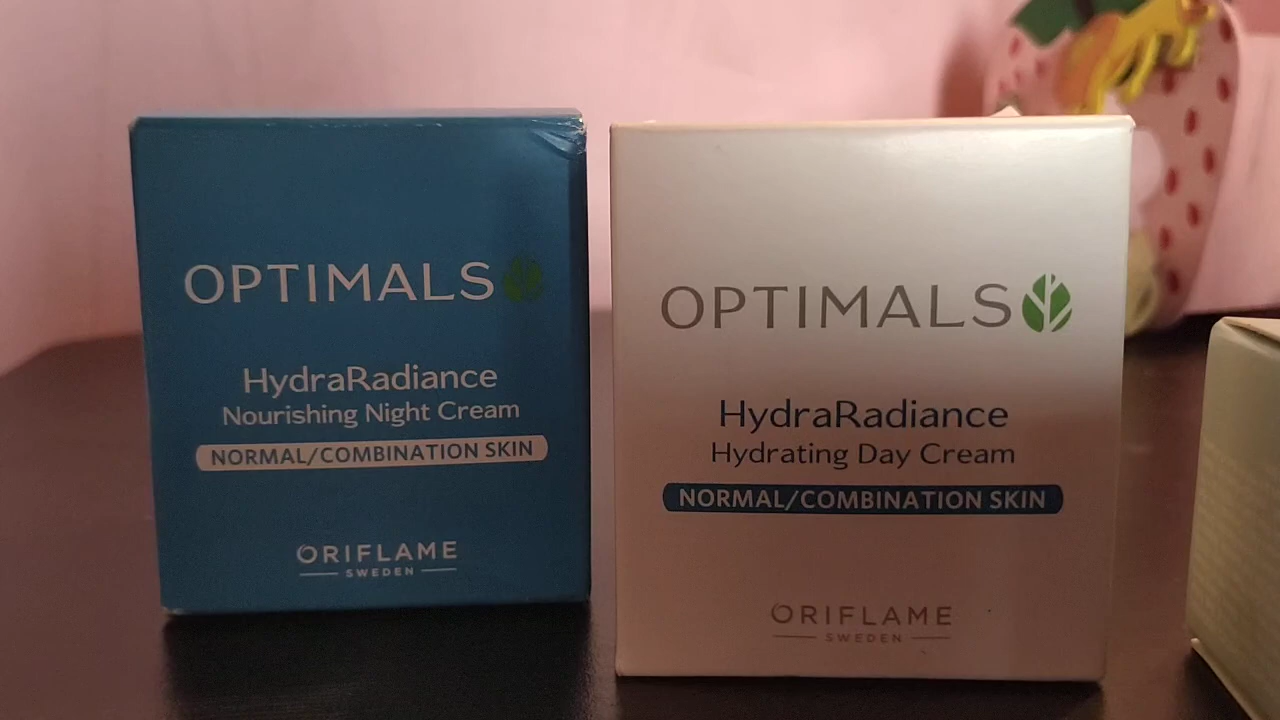 OPTIMALS
HydraRadiance
Nourishing Night Cream
NORMAL/COMBINATION SKIN
ORIFLAME
SWEDEN
OPTIMALS
HydraRadiance
Hydrating Day Cream
NORMAL/COMBINATION SKIN
ORIFLAME
SWEDEN